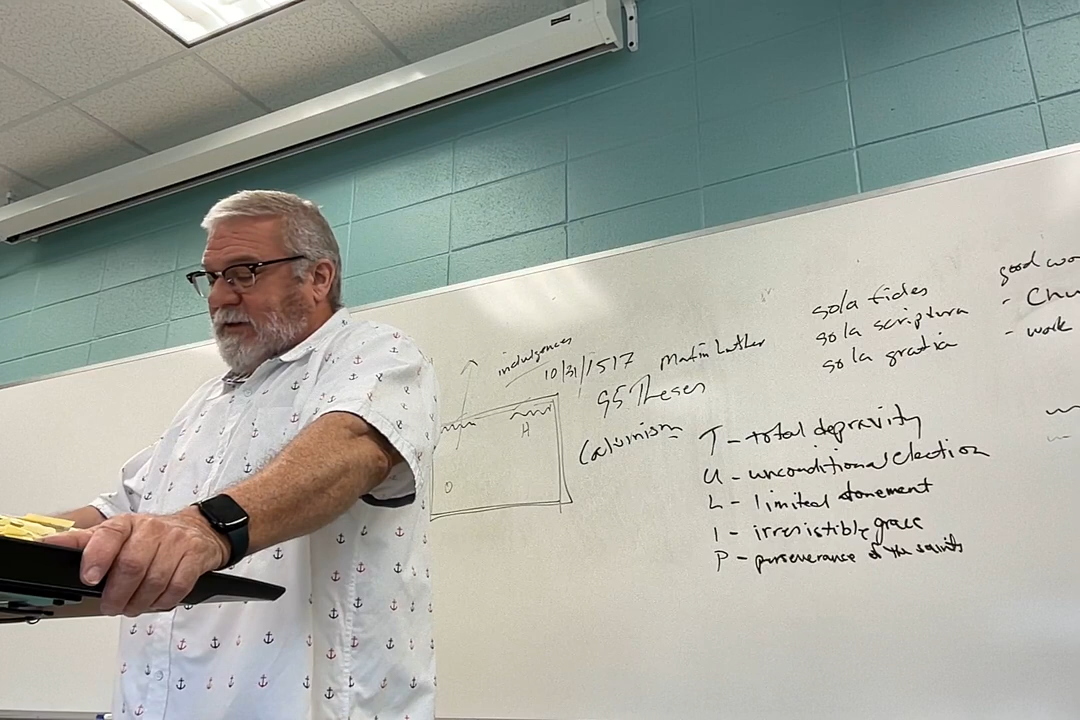 indulgences
10/31/1517 Martin Luther
95 Theses
H
O
sola fides
sola scriptura
sola gratia
good wo
- Chu
- work
Calvinism
T - total depravity
U - unconditional election
L - limited atonement
I - irresistible grace
P - perseverance of the saints